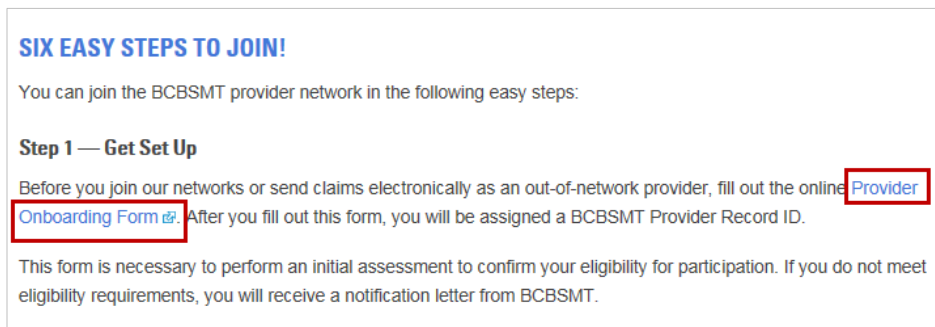 SIX EASY STEPS TO JOIN!
You can join the BCBSMT provider network in the following easy steps:
Step 1 — Get Set Up
Before you join our networks or send claims electronically as an out-of-network provider, fill out the online Provider
Onboarding Form. After you fill out this form, you will be assigned a BCBSMT Provider Record ID.
This form is necessary to perform an initial assessment to confirm your eligibility for participation. If you do not meet
eligibility requirements, you will receive a notification letter from BCBSMT.